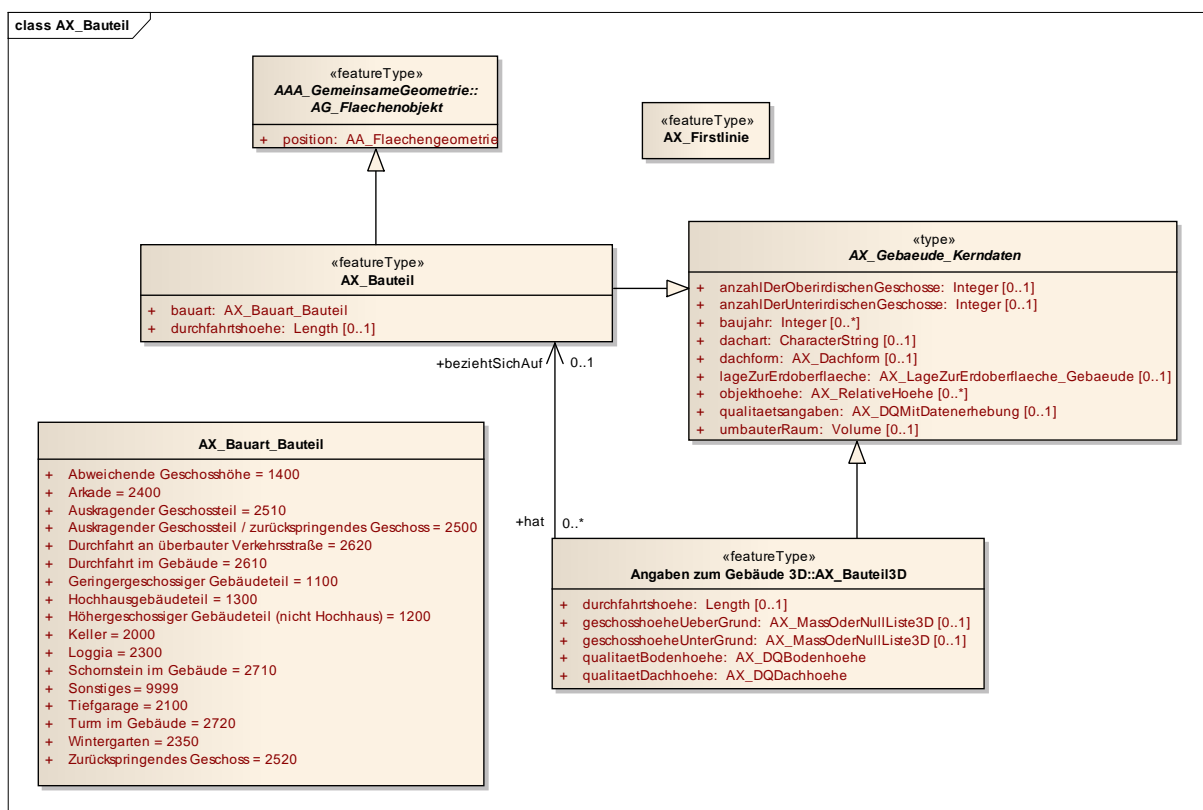 class AX_Bauteil
«featureType»
AAA_GemeinsameGeometrie::
AG_Flaechenobjekt
+ position: AA_Flaechengeometrie
«featureType»
AX_Firstlinie
«featureType»
AX_Bauteil
+ bauart: AX_Bauart_Bauteil
+ durchfahrtshoehe: Length [0..1]
«type»
AX_Gebaeude_Kerndaten
+ anzahlDerOberirdischenGeschosse: Integer [0..1]
+ anzahlDerUnterirdischenGeschosse: Integer [0..1]
+ baujahr: Integer [0..*]
+ dachart: CharacterString [0..1]
+ dachform: AX_Dachform [0..1]
+ lageZurErdoberflaeche: AX_LageZurErdoberflaeche_Gebaeude [0..1]
+ objekthoehe: AX_RelativeHoehe [0..*]
+ qualitaetsangaben: AX_DQMitDatenerhebung [0..1]
+ umbauterRaum: Volume [0..1]
+beziehtSichAuf 0..1
AX_Bauart_Bauteil
+ Abweichende Geschosshöhe = 1400
+ Arkade = 2400
+ Auskragender Geschossteil = 2510
+ Auskragender Geschossteil / zurückspringendes Geschoss = 2500
+ Durchfahrt an überbauter Verkehrsstraße = 2620
+ Durchfahrt im Gebäude = 2610
+ Geringergeschossiger Gebäudeteil = 1100
+ Hochhausgebäudeteil = 1300
+ Höhergeschossiger Gebäudeteil (nicht Hochhaus) = 1200
+ Keller = 2000
+ Loggia = 2300
+ Schornstein im Gebäude = 2710
+ Sonstiges = 9999
+ Tiefgarage = 2100
+ Turm im Gebäude = 2720
+ Wintergarten = 2350
+ Zurückspringendes Geschoss = 2520
+hat 0..*
«featureType»
Angaben zum Gebäude 3D::AX_Bauteil3D
+ durchfahrtshoehe: Length [0..1]
+ geschosshoeheUeberGrund: AX_MassOderNullListe3D [0..1]
+ geschosshoeheUnterGrund: AX_MassOderNullListe3D [0..1]
+ qualitaetBodenhoehe: AX_DQBodenhoehe
+ qualitaetDachhoehe: AX_DQDachhoehe